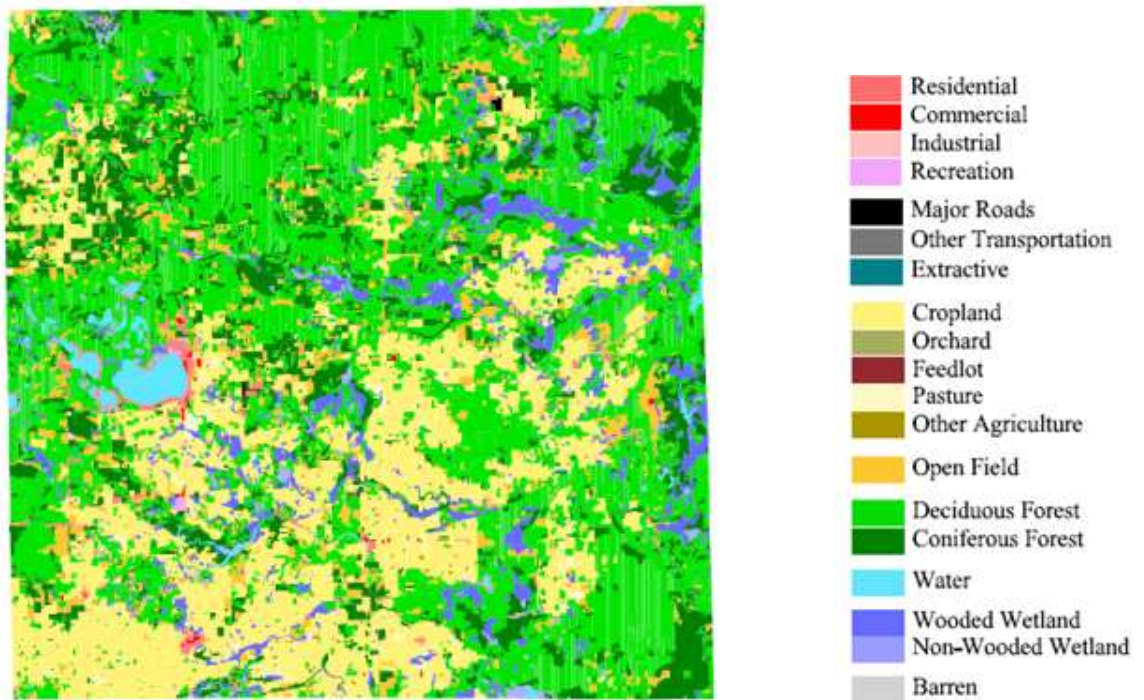 Residential
Commercial
Industrial
Recreation
Major Roads
Other Transportation
Extractive
Cropland
Orchard
Feedlot
Pasture
Other Agriculture
Open Field
Deciduous Forest
Coniferous Forest
Water
Wooded Wetland
Non-Wooded Wetland
Barren